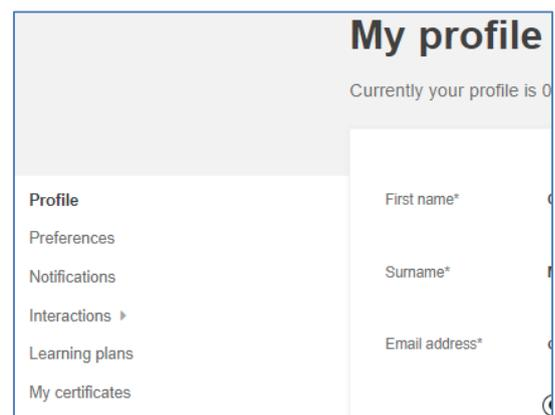 My profile
Currently your profile is 0
Profile
Preferences
Notifications
Interactions
Learning plans
My certificates
First name*
Surname*
Email address*